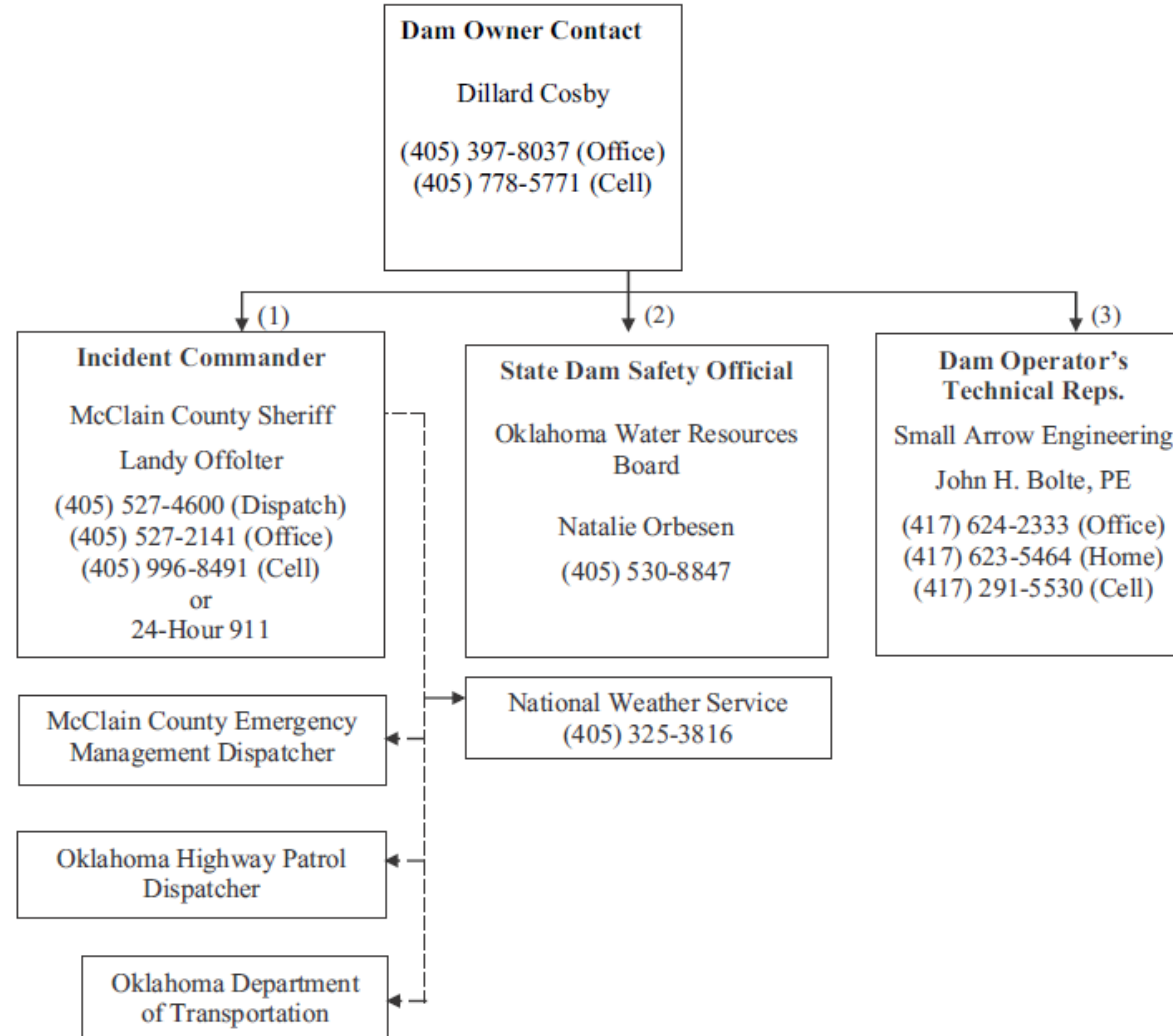 Dam Owner Contact
Dillard Cosby
(405) 397-8037 (Office)
(405) 778-5771 (Cell)
(1)
Incident Commander
McClain County Sheriff
Landy Offolter
(405) 527-4600 (Dispatch)
(405) 527-2141 (Office)
(405) 996-8491 (Cell)
or
24-Hour 911
(2)
State Dam Safety Official
Oklahoma Water Resources
Board
Natalie Orbesen
(405) 530-8847
(3)
Dam Operator’s
Technical Reps.
Small Arrow Engineering
John H. Bolte, PE
(417) 624-2333 (Office)
(417) 623-5464 (Home)
(417) 291-5530 (Cell)
National Weather Service
(405) 325-3816
McClain County Emergency
Management Dispatcher
Oklahoma Highway Patrol
Dispatcher
Oklahoma Department
of Transportation